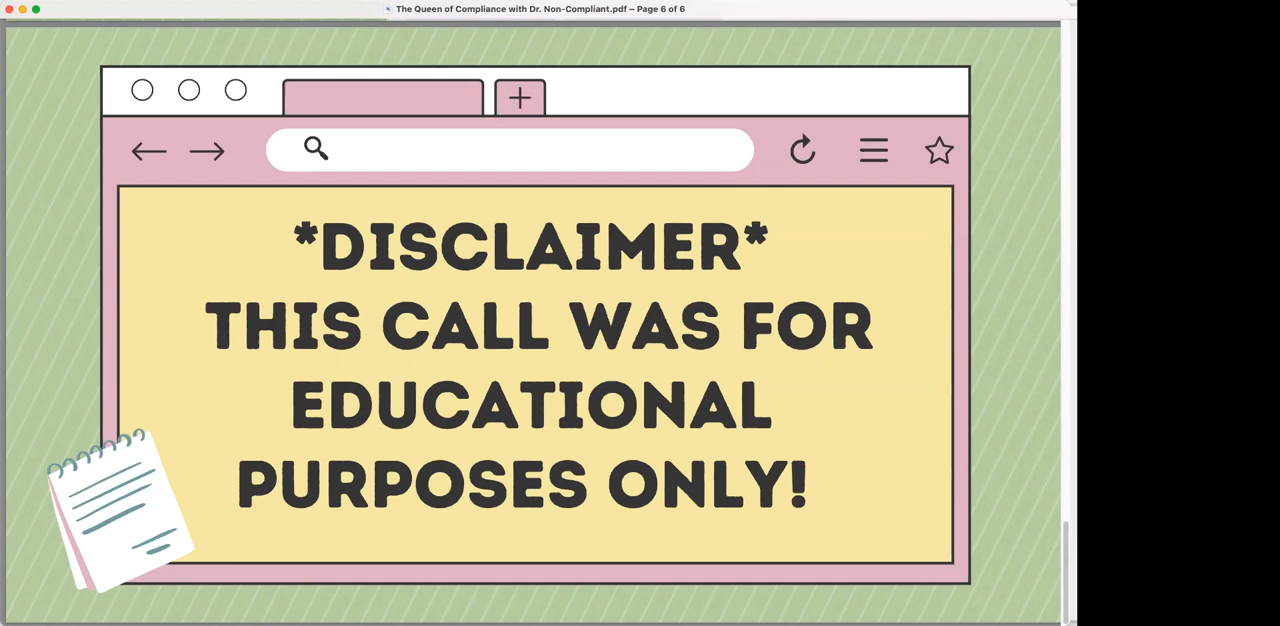 The Queen of Compliance with Dr. Non-Compliant.pdf – Page 6 of 6
*DISCLAIMER*
THIS CALL WAS FOR
EDUCATIONAL
PURPOSES ONLY!